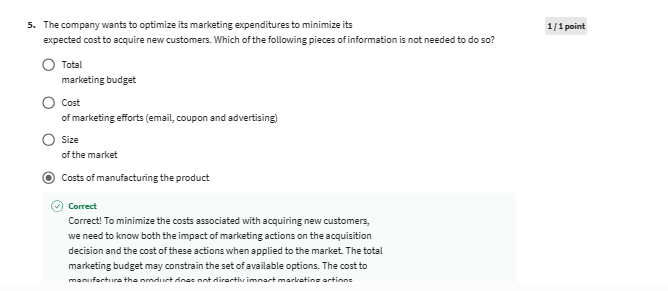 5. The company wants to optimize its marketing expenditures to minimize its
1 / 1 point
expected cost to acquire new customers. Which of the following pieces of information is not needed to do so?
Total
marketing budget
Cost
of marketing efforts (email, coupon and advertising)
Size
of the market
Costs of manufacturing the product
Correct
Correct! To minimize the costs associated with acquiring new customers,
we need to know both the impact of marketing actions on the acquisition
decision and the cost of these actions when applied to the market. The total
marketing budget may constrain the set of available options. The cost to
manufacture the product does not directly impact marketing actions